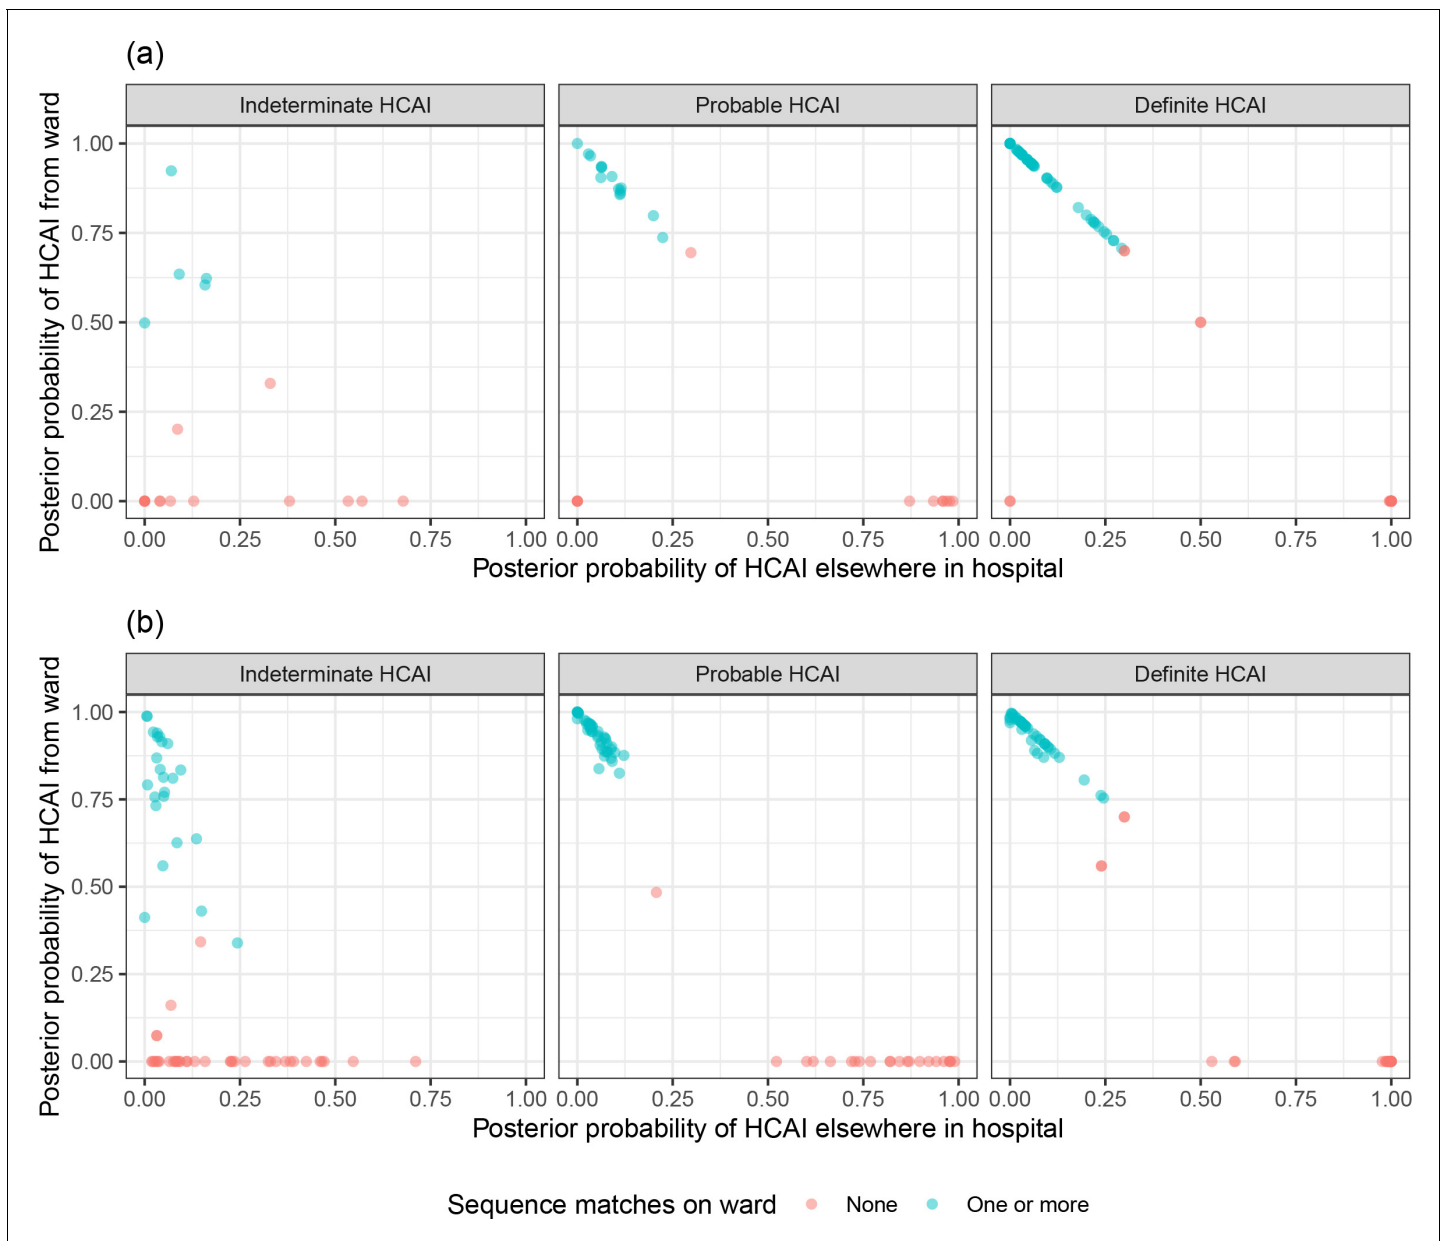 (a)
Indeterminate HCAI Probable HCAI Definite HCAI
Posterior probability of HCAI from ward
1.00
0.75
0.50
0.25
0.00
0.00 0.25 0.50 0.75 1.00 0.00 0.25 0.50 0.75 1.00 0.00 0.25 0.50 0.75 1.00
Posterior probability of HCAI elsewhere in hospital
(b)
Indeterminate HCAI Probable HCAI Definite HCAI
Posterior probability of HCAI from ward
1.00
0.75
0.50
0.25
0.00
0.00 0.25 0.50 0.75 1.00 0.00 0.25 0.50 0.75 1.00 0.00 0.25 0.50 0.75 1.00
Posterior probability of HCAI elsewhere in hospital
Sequence matches on ward None One or more